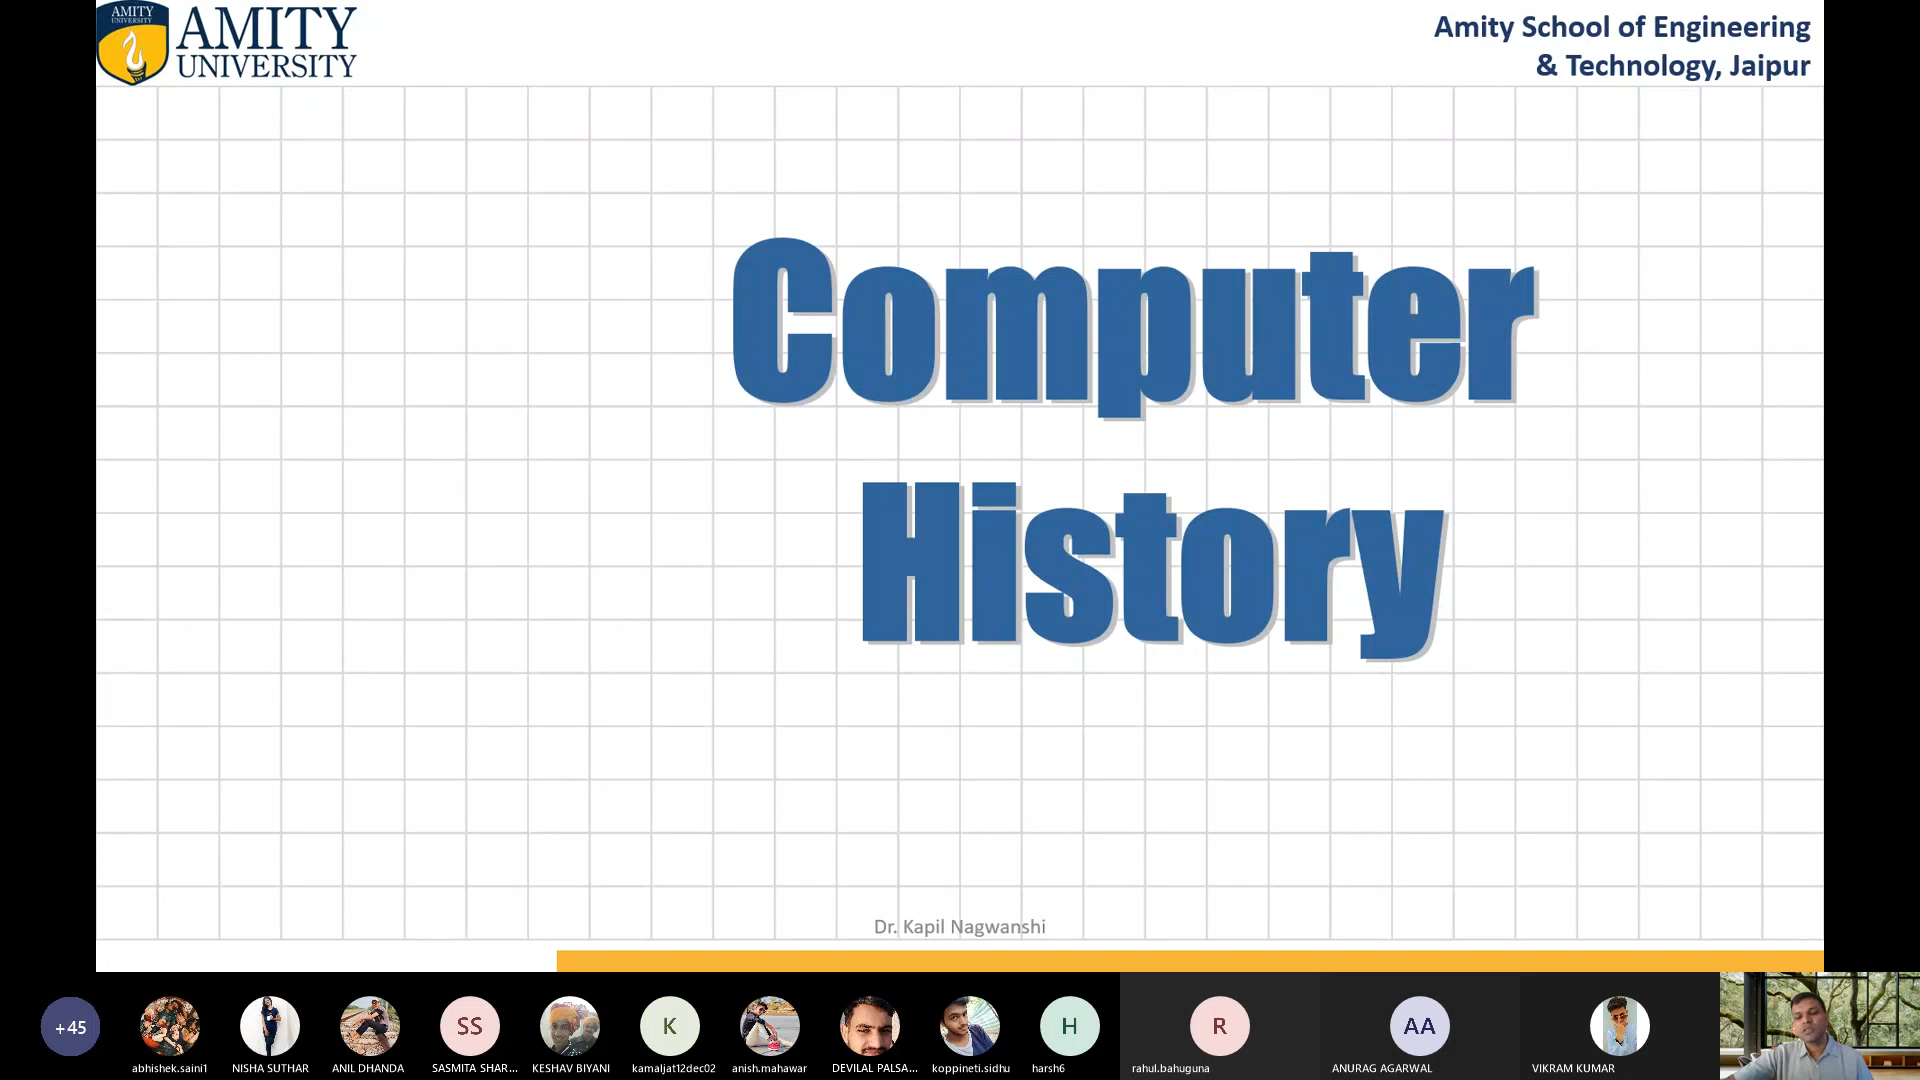 AMITY
UNIVERSITY
AMITY
UNIVERSITY
Amity School of Engineering
& Technology, Jaipur
Computer
History
Dr. Kapil Nagwanshi
+45
SS
K
H
R
AA
abhishek.saini1
NISHA SUTHAR
ANIL DHANDA
SASMITA SHAR...
KESHAV BIYANI
kamaljat12dec02
anish.mahawar
DEVILAL PALSA...
koppineti.sidhu
harsh6
rahul.bahuguna
ANURAG AGARWAL
VIKRAM KUMAR